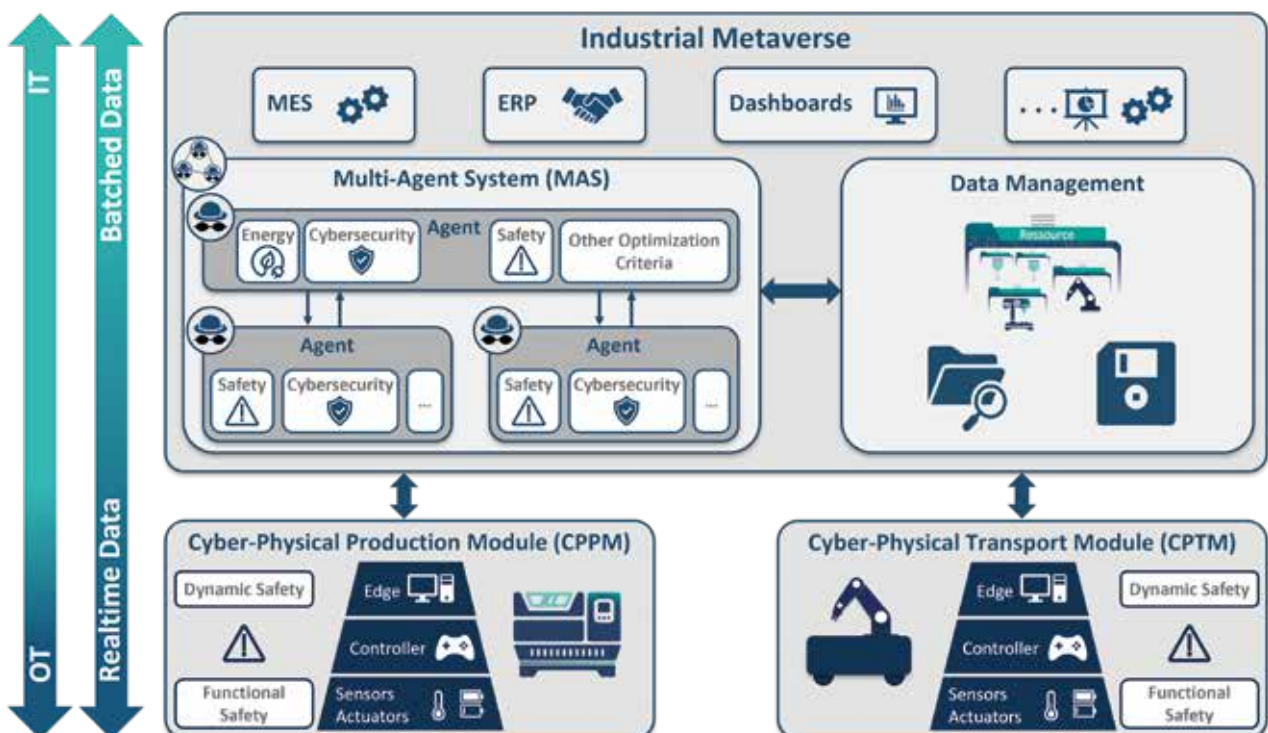 IT
OT
Batched Data
Realtime Data
Industrial Metaverse
MES
ERP
Dashboards
...
Multi-Agent System (MAS)
Agent
Energy
Cybersecurity
Safety
Other Optimization
Criteria
Agent
Safety
Cybersecurity
...
Agent
Safety
Cybersecurity
...
Data Management
Ressource
Cyber-Physical Production Module (CPPM)
Dynamic Safety
Functional
Safety
Edge
Controller
Sensors
Actuators
Cyber-Physical Transport Module (CPTM)
Edge
Controller
Sensors
Actuators
Dynamic Safety
Functional
Safety